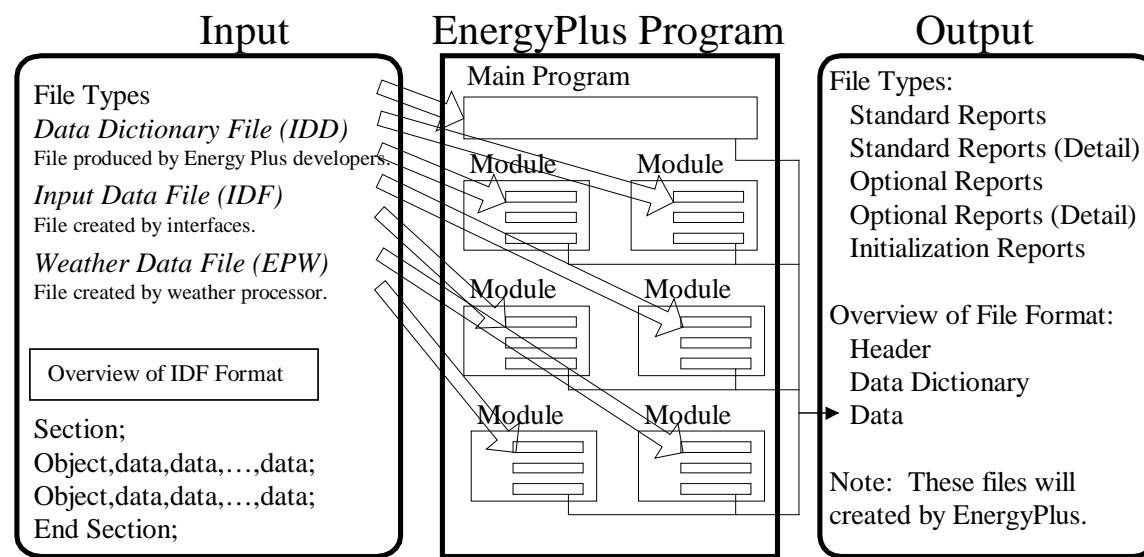 Input
File Types
Data Dictionary File (IDD)
File produced by Energy Plus developers.
Input Data File (IDF)
File created by interfaces.
Weather Data File (EPW)
File created by weather processor.
Overview of IDF Format
Section;
Object,data,data,…,data;
Object,data,data,…,data;
End Section;
EnergyPlus Program
Main Program
Module
Module
Module
Module
Module
Module
Output
File Types:
Standard Reports
Standard Reports (Detail)
Optional Reports
Optional Reports (Detail)
Initialization Reports
Overview of File Format:
Header
Data Dictionary
Data
Note: These files will
created by EnergyPlus.